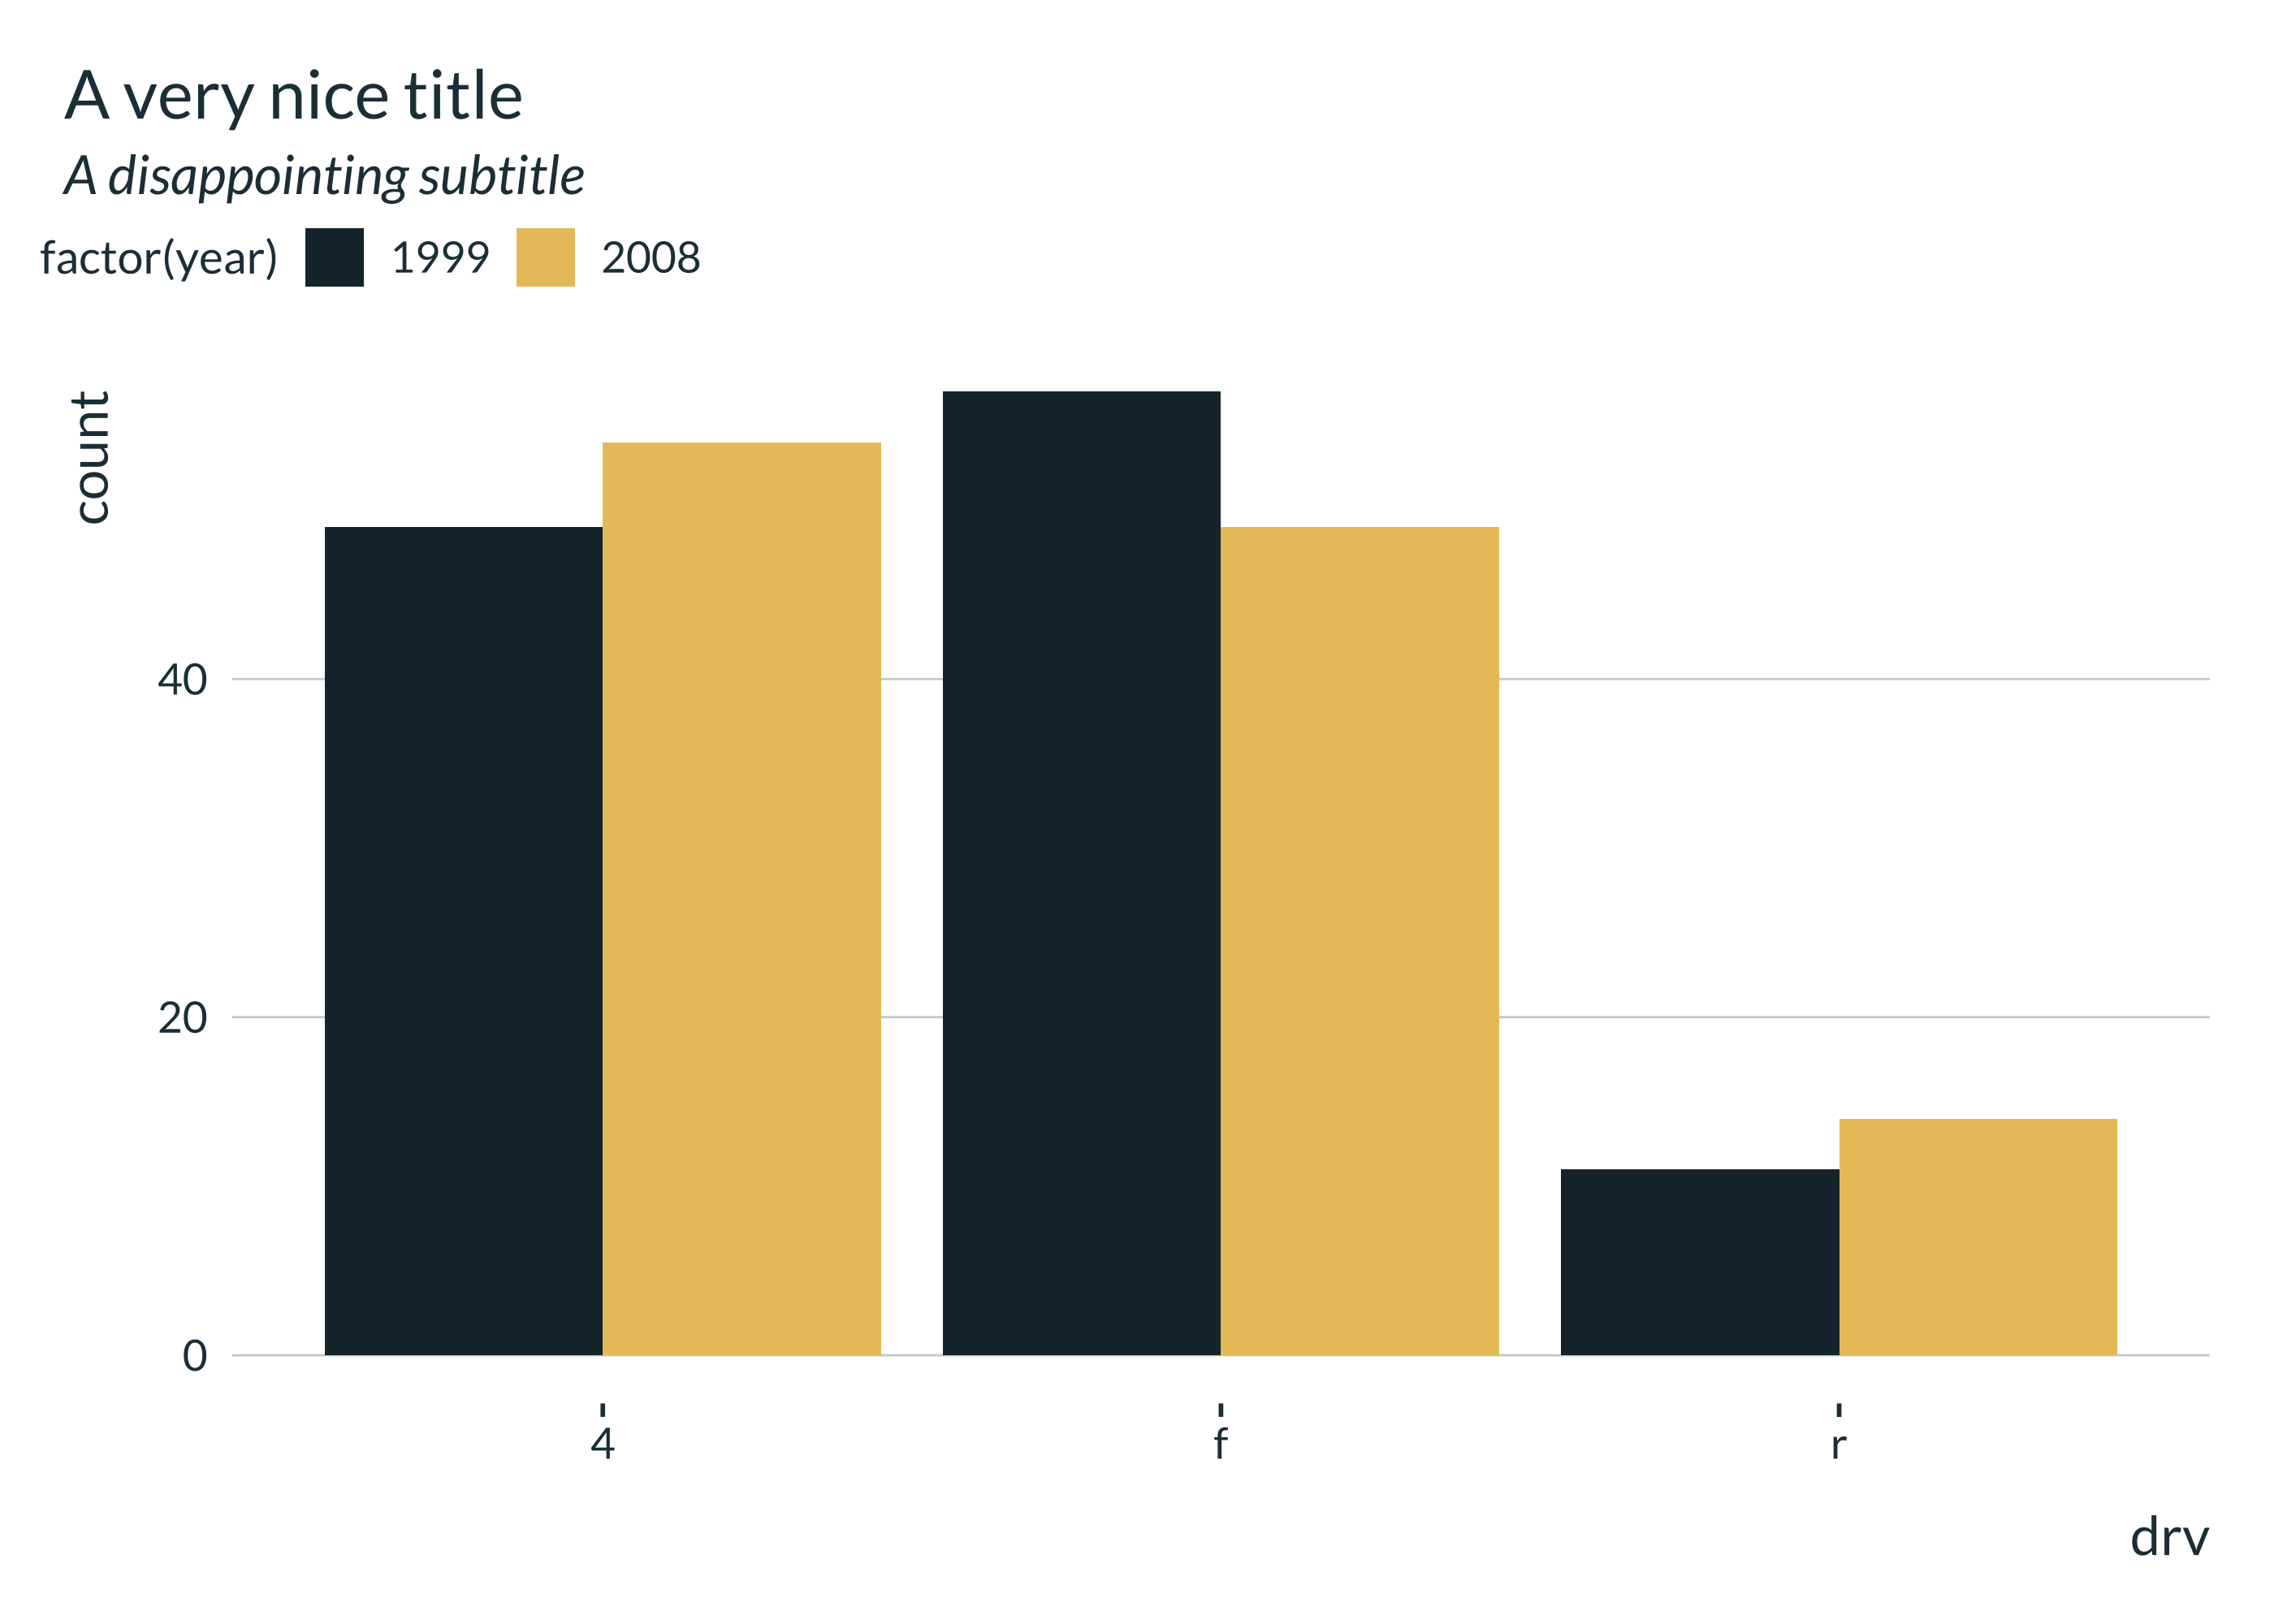 A very nice title
A disappointing subtitle
factor(year) 1999 2008
count
40
20
0
4 f r
drv